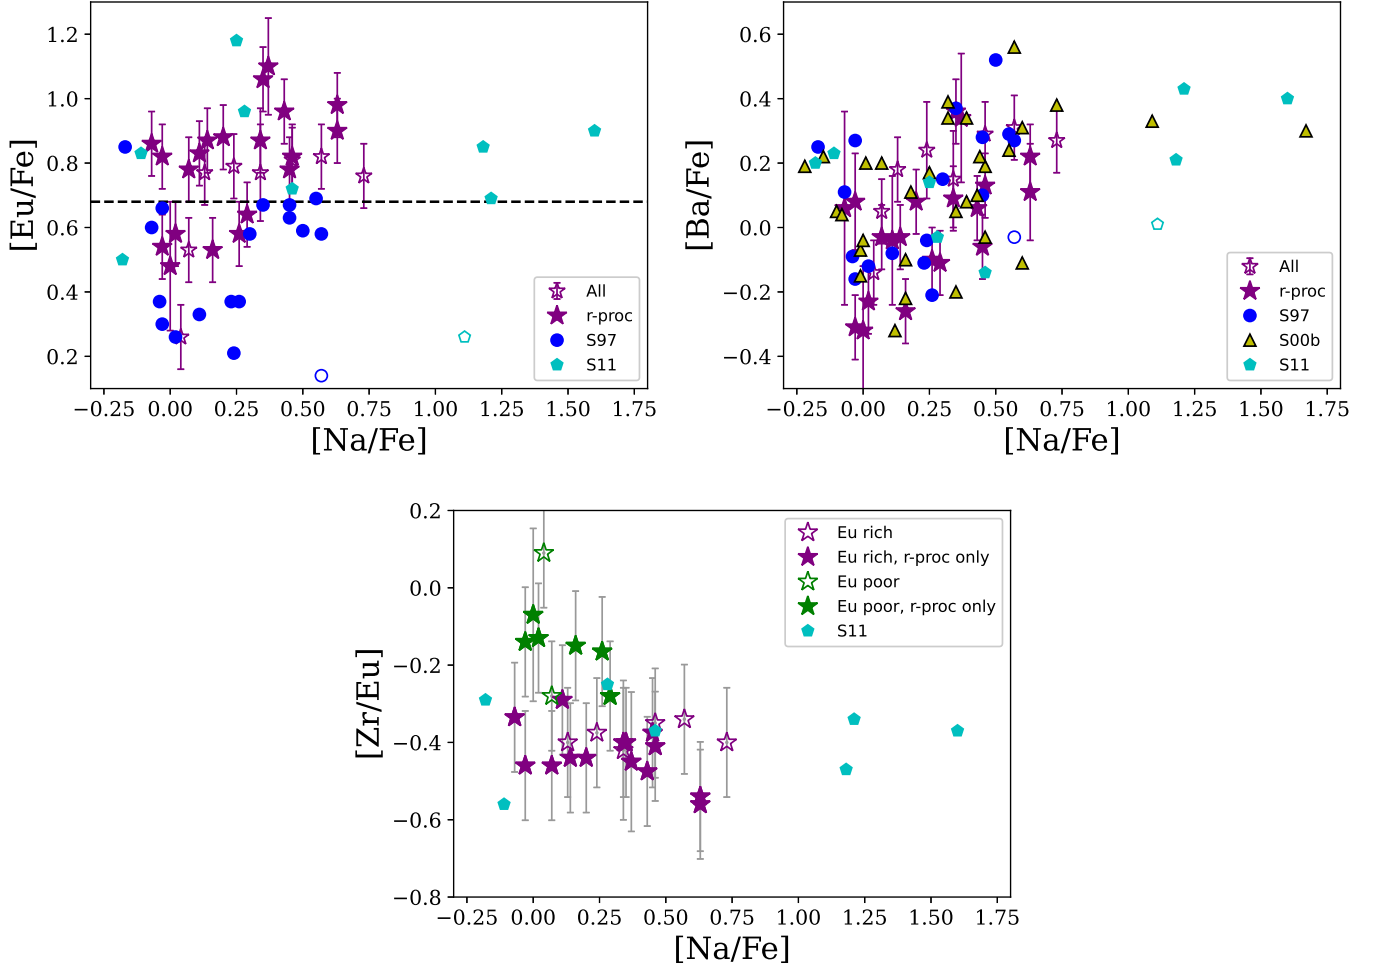 1.2
1.0
0.8
0.6
0.4
0.2
[Eu/Fe]
All
r-proc
S97
S11
−0.25 0.00 0.25 0.50 0.75 1.00 1.25 1.50 1.75
[Na/Fe]
0.6
0.4
0.2
0.0
−0.2
−0.4
[Ba/Fe]
All
r-proc
S97
S00b
S11
−0.25 0.00 0.25 0.50 0.75 1.00 1.25 1.50 1.75
[Na/Fe]
0.2
0.0
−0.2
−0.4
−0.6
−0.8
[Zr/Eu]
Eu rich
Eu rich, r-proc only
Eu poor
Eu poor, r-proc only
S11
−0.25 0.00 0.25 0.50 0.75 1.00 1.25 1.50 1.75
[Na/Fe]